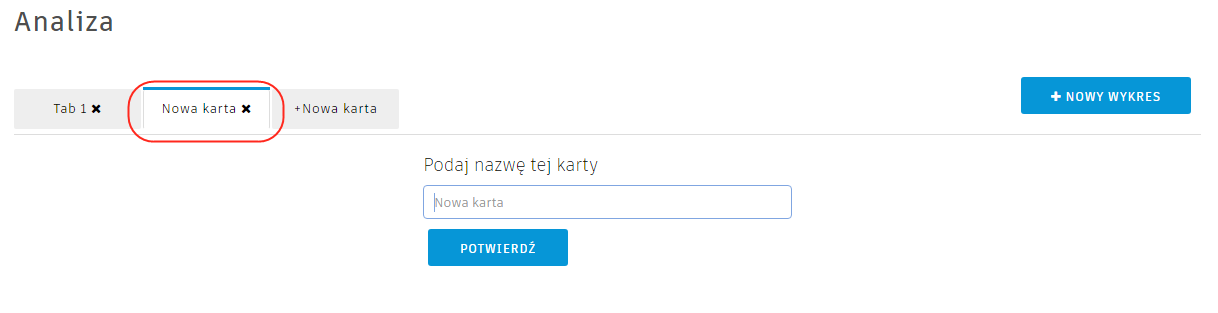 Analiza
Tab 1 ✖ Nowa karta ✖ +Nowa karta
✚ NOWY WYKRES
Podaj nazwę tej karty
Nowa karta
POTWIERDŹ